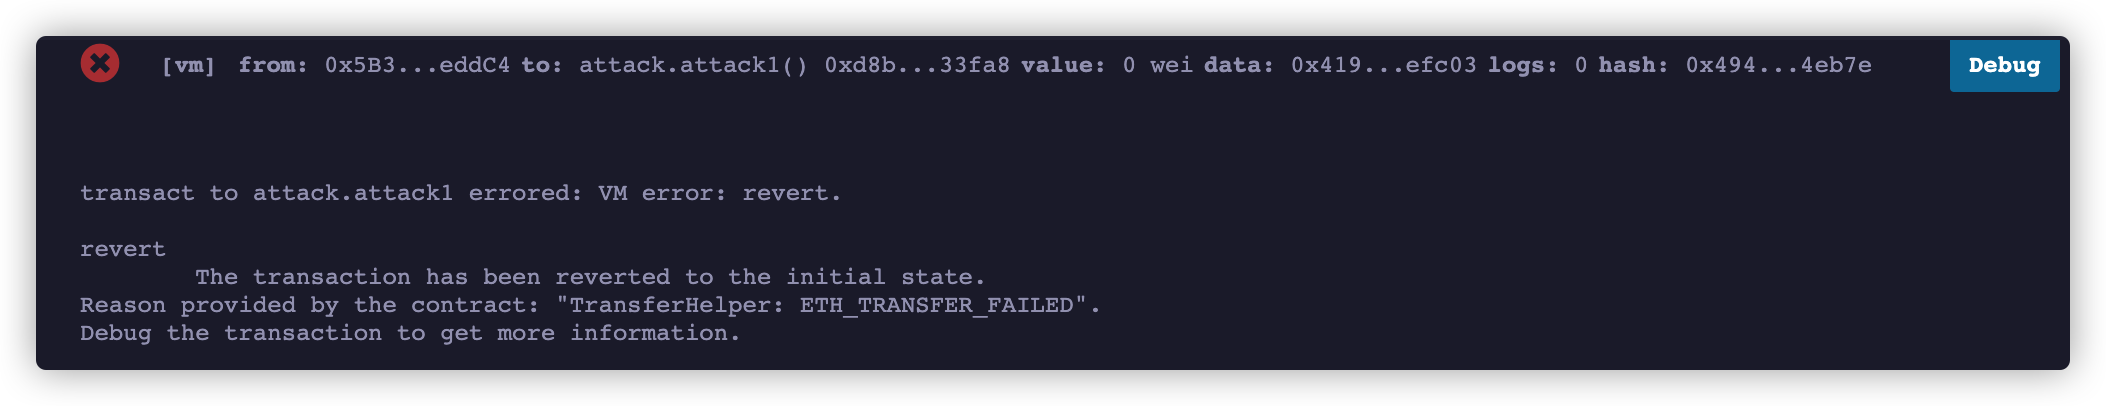 [vm] from: 0x5B3...eddC4 to: attack.attack1() 0xd8b...33fa8 value: 0 wei data: 0x419...efc03 logs: 0 hash: 0x494...4eb7e Debug
transact to attack.attack1 errored: VM error: revert.
revert
The transaction has been reverted to the initial state.
Reason provided by the contract: "TransferHelper: ETH_TRANSFER_FAILED".
Debug the transaction to get more information.